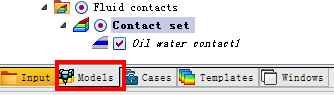 Fluid contacts
Contact set
Oil water contact1
Input Models Cases Templates Windows